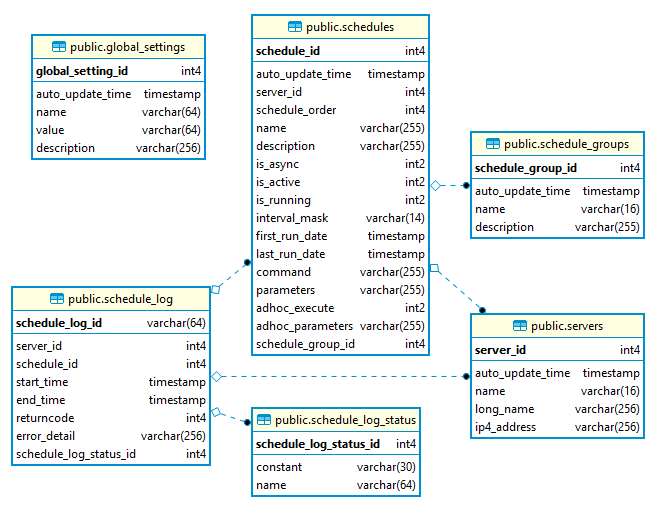 public.global_settings
global_setting_id int4
auto_update_time timestamp
name varchar(64)
value varchar(64)
description varchar(256)
public.schedules
schedule_id int4
auto_update_time timestamp
server_id int4
schedule_order int4
name varchar(255)
description varchar(255)
is_async int2
is_active int2
is_running int2
interval_mask varchar(14)
first_run_date timestamp
last_run_date timestamp
command varchar(255)
parameters varchar(255)
adhoc_execute int2
adhoc_parameters varchar(255)
schedule_group_id int4
public.schedule_groups
schedule_group_id int4
auto_update_time timestamp
name varchar(16)
description varchar(255)
public.schedule_log
schedule_log_id varchar(64)
server_id int4
schedule_id int4
start_time timestamp
end_time timestamp
returncode int4
error_detail varchar(256)
schedule_log_status_id int4
public.servers
server_id int4
auto_update_time timestamp
name varchar(16)
long_name varchar(256)
ip4_address varchar(256)
public.schedule_log_status
schedule_log_status_id int4
constant varchar(30)
name varchar(64)